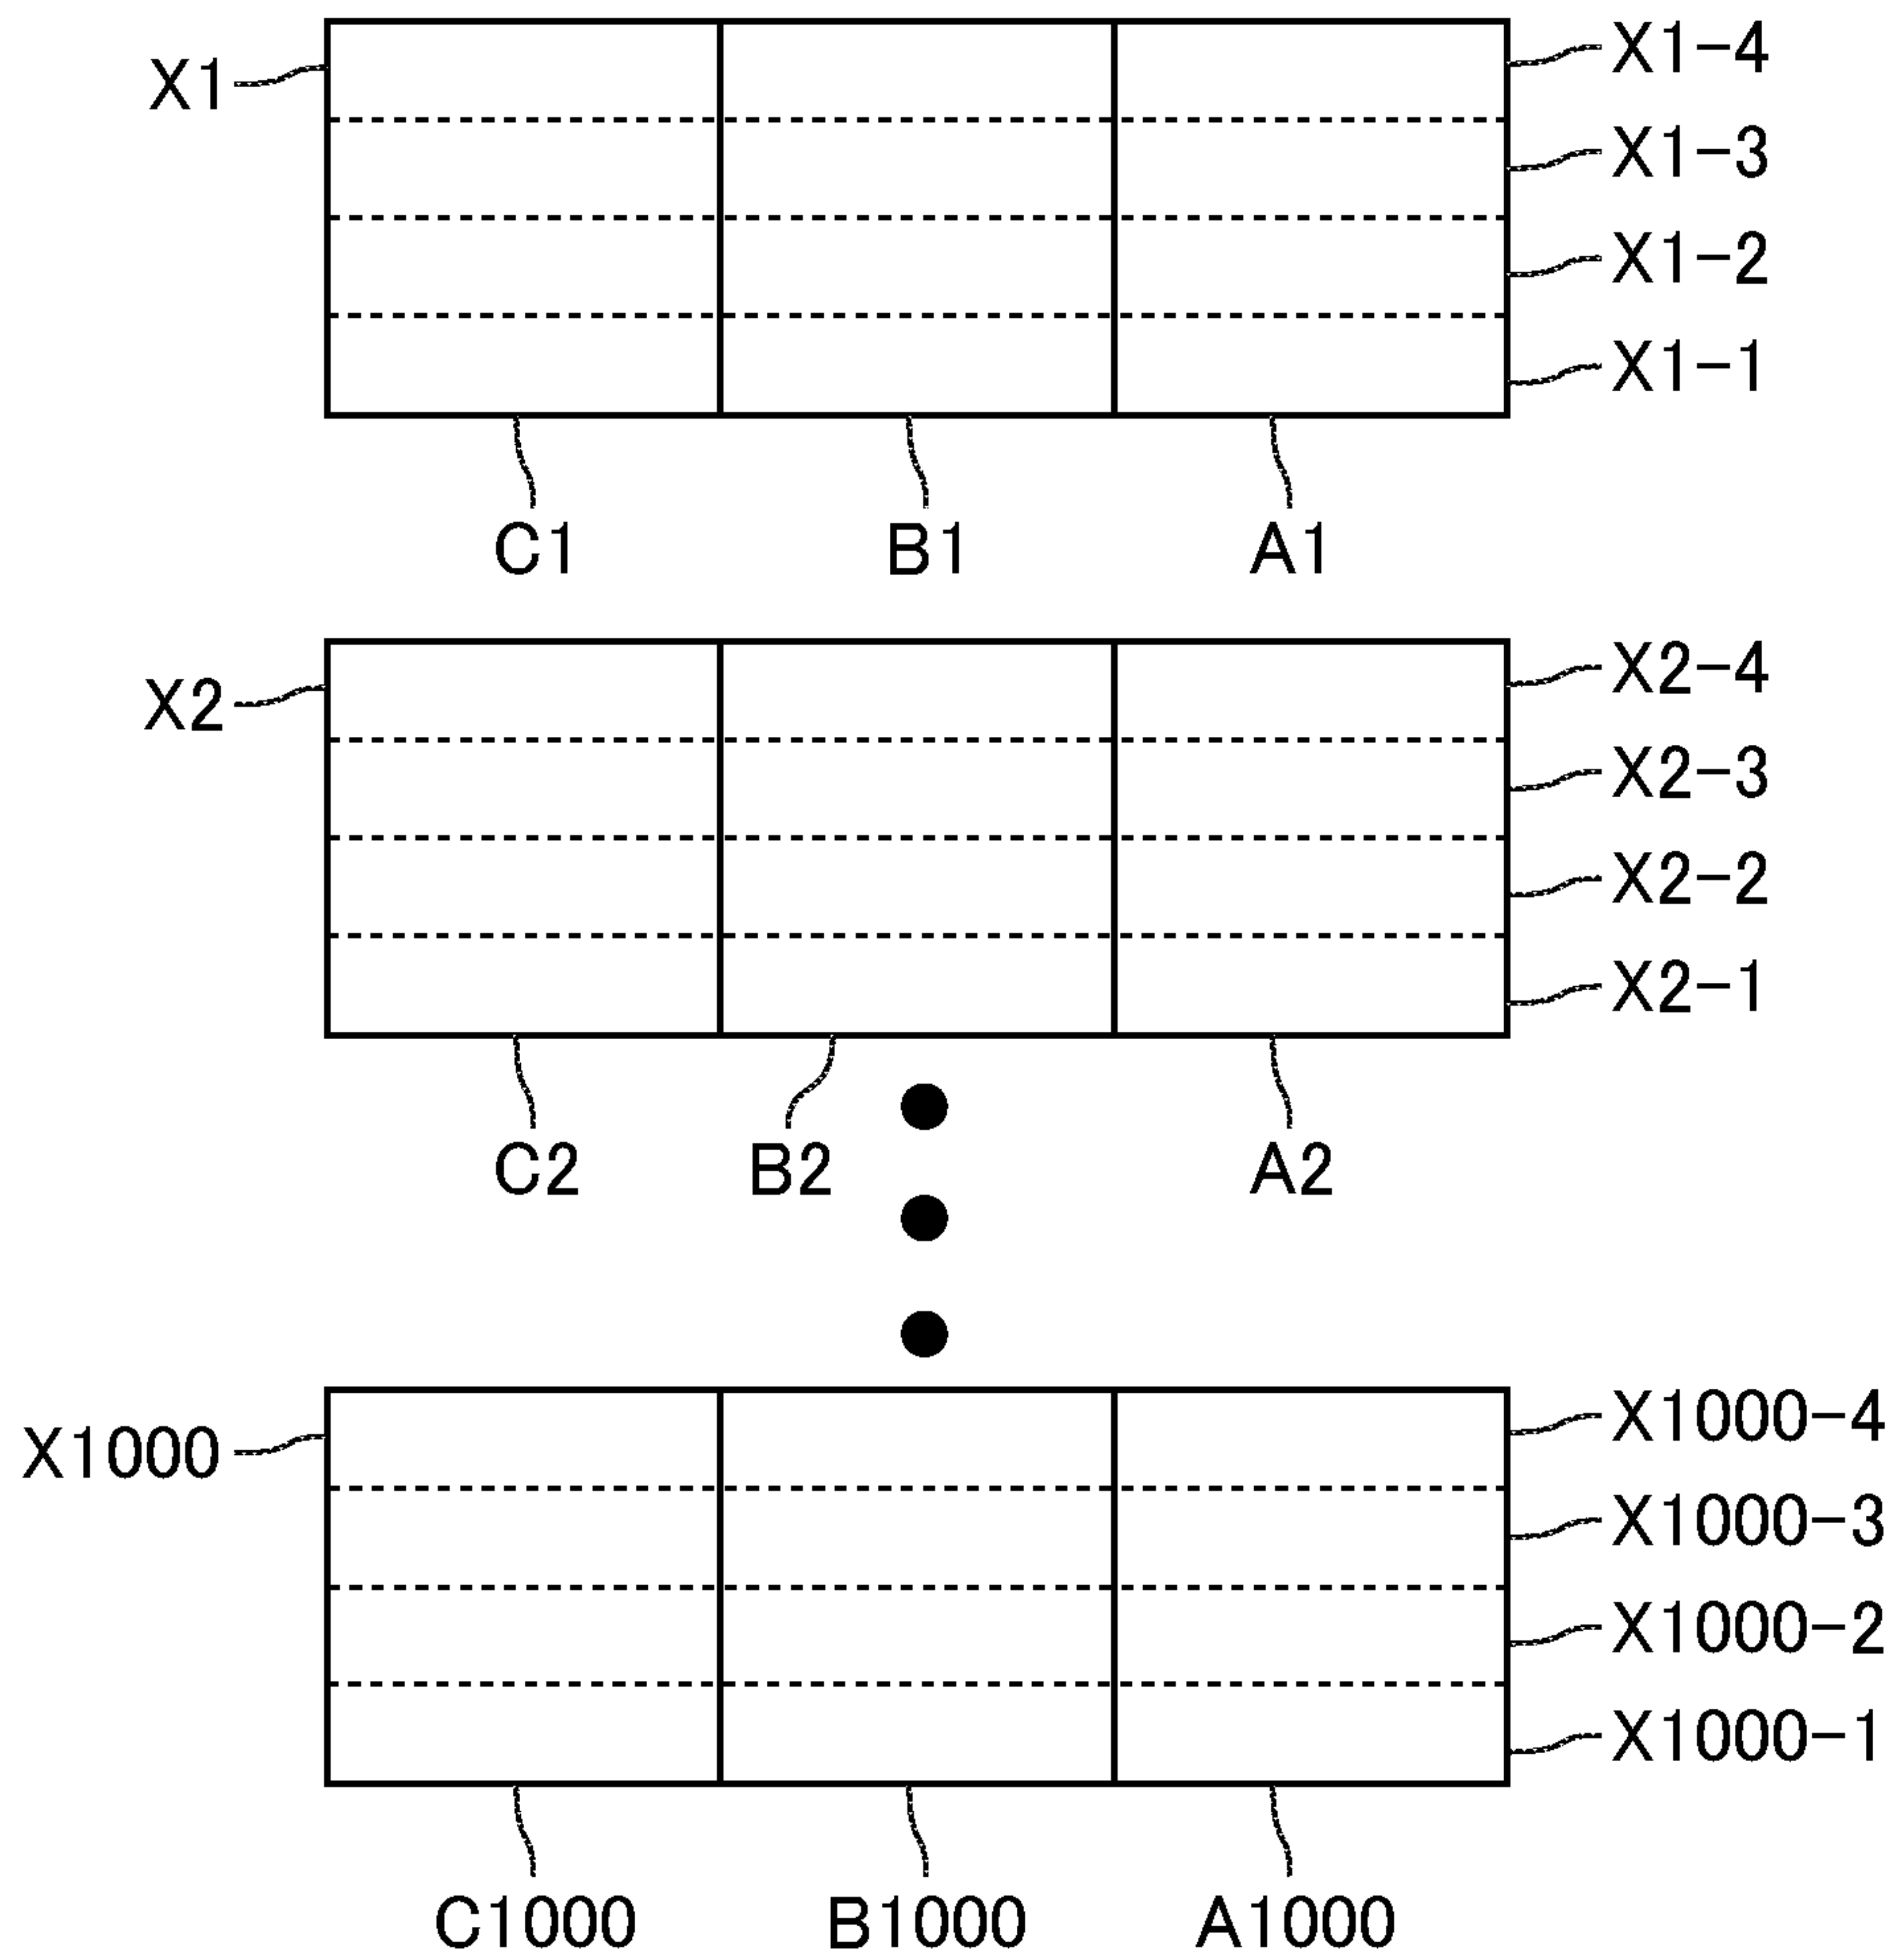 X1-4
X1
X1-3
X1-2
X1-1
C1 B1 A1
X2-4
X2
X2-3
X2-2
X2-1
C2 B2 A2
X1000-4
X1000
X1000-3
X1000-2
X1000-1
C1000 B1000 A1000